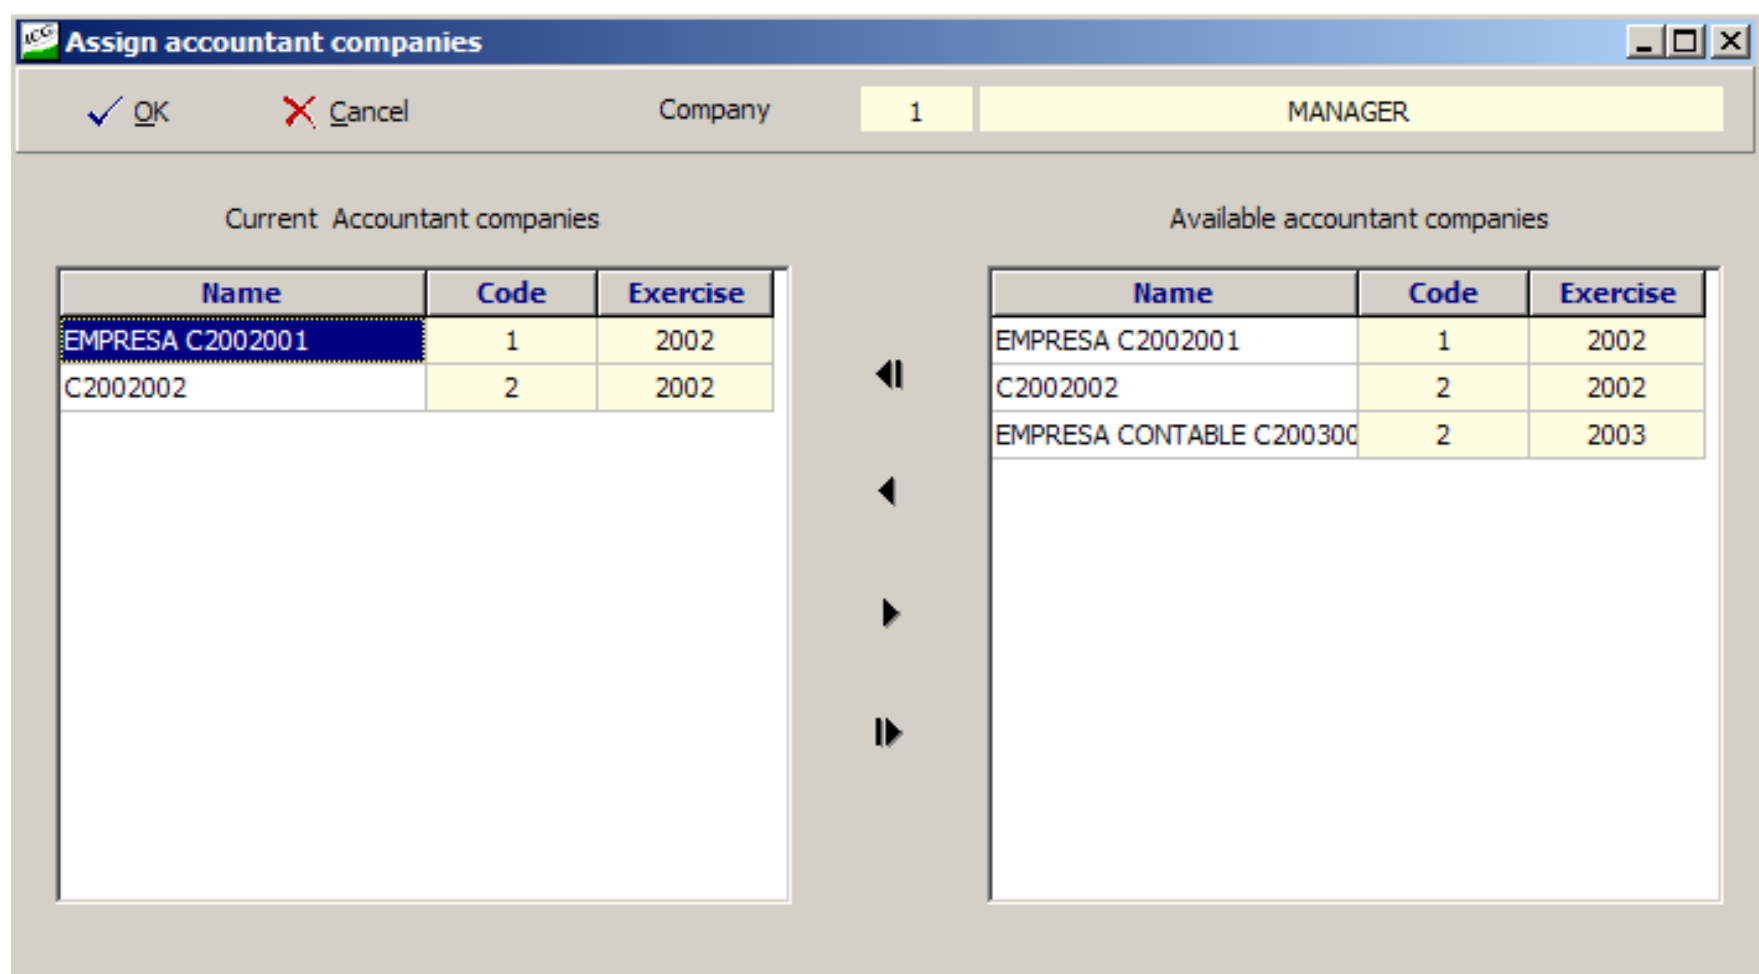 ICG Assign accountant companies
OK Cancel Company 1 MANAGER
Current Accountant companies Available accountant companies
Name Code Exercise Name Code Exercise
EMPRESA C2002001 1 2002 EMPRESA C2002001 1 2002
C2002002 2 2002 C2002002 2 2002
EMPRESA CONTABLE C200300 2 2003